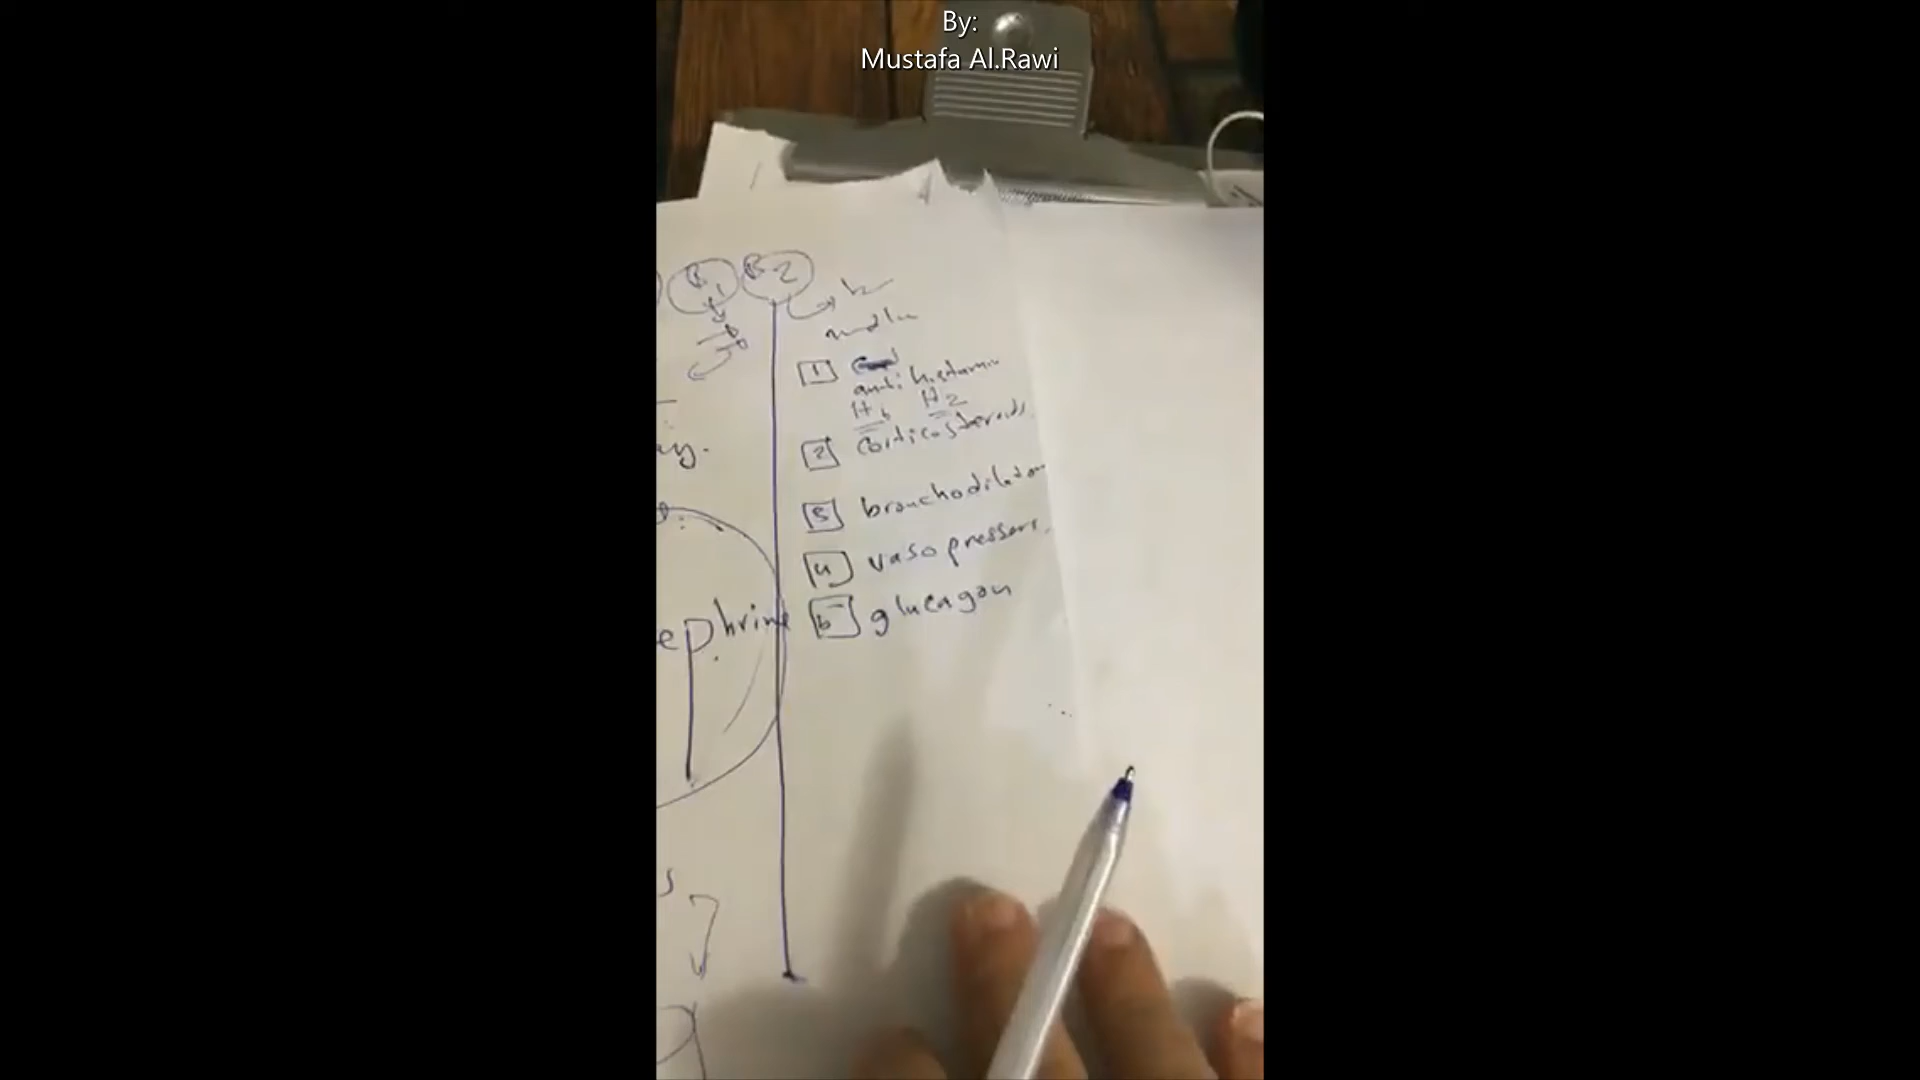 By:
Mustafa Al.Rawi
B1 B2
1
anti histamin
H1 H2
2 corticosteroids.
3 bronchodilator
4 vasopressors.
ephrine 5 glucagon